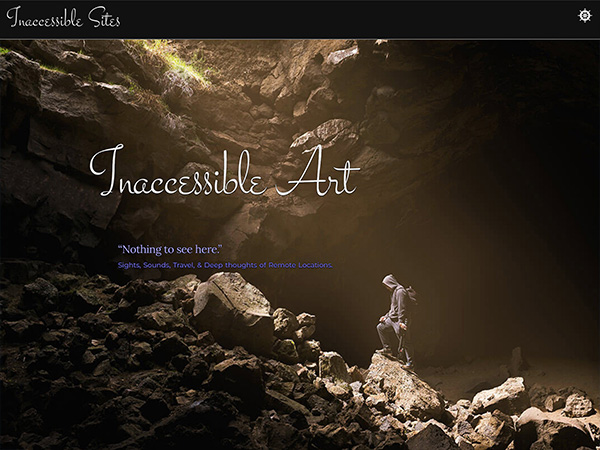 Inaccessible Sites
Inaccessible Art
“Nothing to see here.”
Sights, Sounds, Travel, & Deep thoughts of Remote Locations.